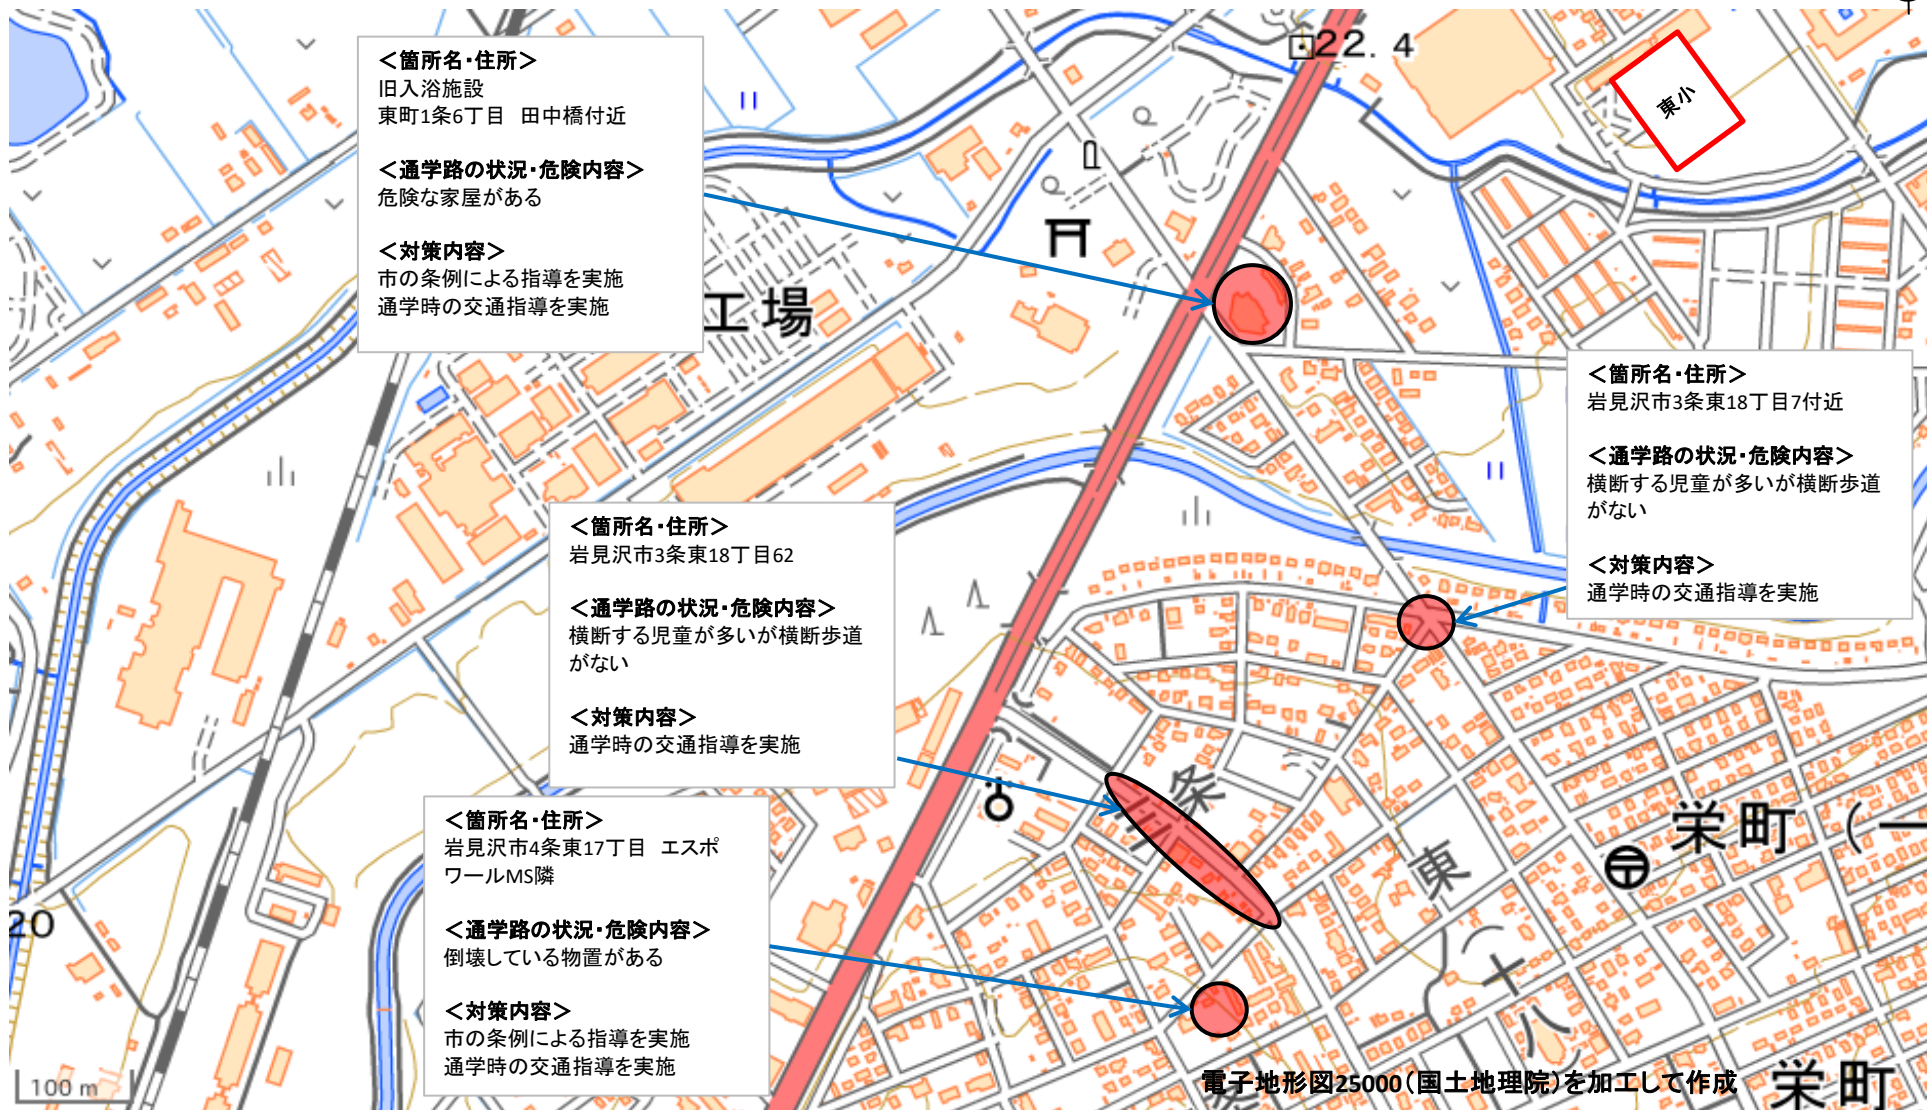 ＜箇所名・住所＞
旧入浴施設
東町1条6丁目　田中橋付近
＜通学路の状況・危険内容＞
危険な家屋がある
＜対策内容＞
市の条例による指導を実施
通学時の交通指導を実施
22.4
東小
工場
＜箇所名・住所＞
岩見沢市3条東18丁目7付近
＜通学路の状況・危険内容＞
横断する児童が多いが横断歩道
がない
＜対策内容＞
通学時の交通指導を実施
＜箇所名・住所＞
岩見沢市3条東18丁目62
＜通学路の状況・危険内容＞
横断する児童が多いが横断歩道
がない
＜対策内容＞
通学時の交通指導を実施
＜箇所名・住所＞
岩見沢市4条東17丁目　エスポ
ワールMS隣
＜通学路の状況・危険内容＞
倒壊している物置がある
＜対策内容＞
市の条例による指導を実施
通学時の交通指導を実施
条
東
（十八）
栄町（一
20
100 m
栄町
電子地形図25000（国土地理院）を加工して作成